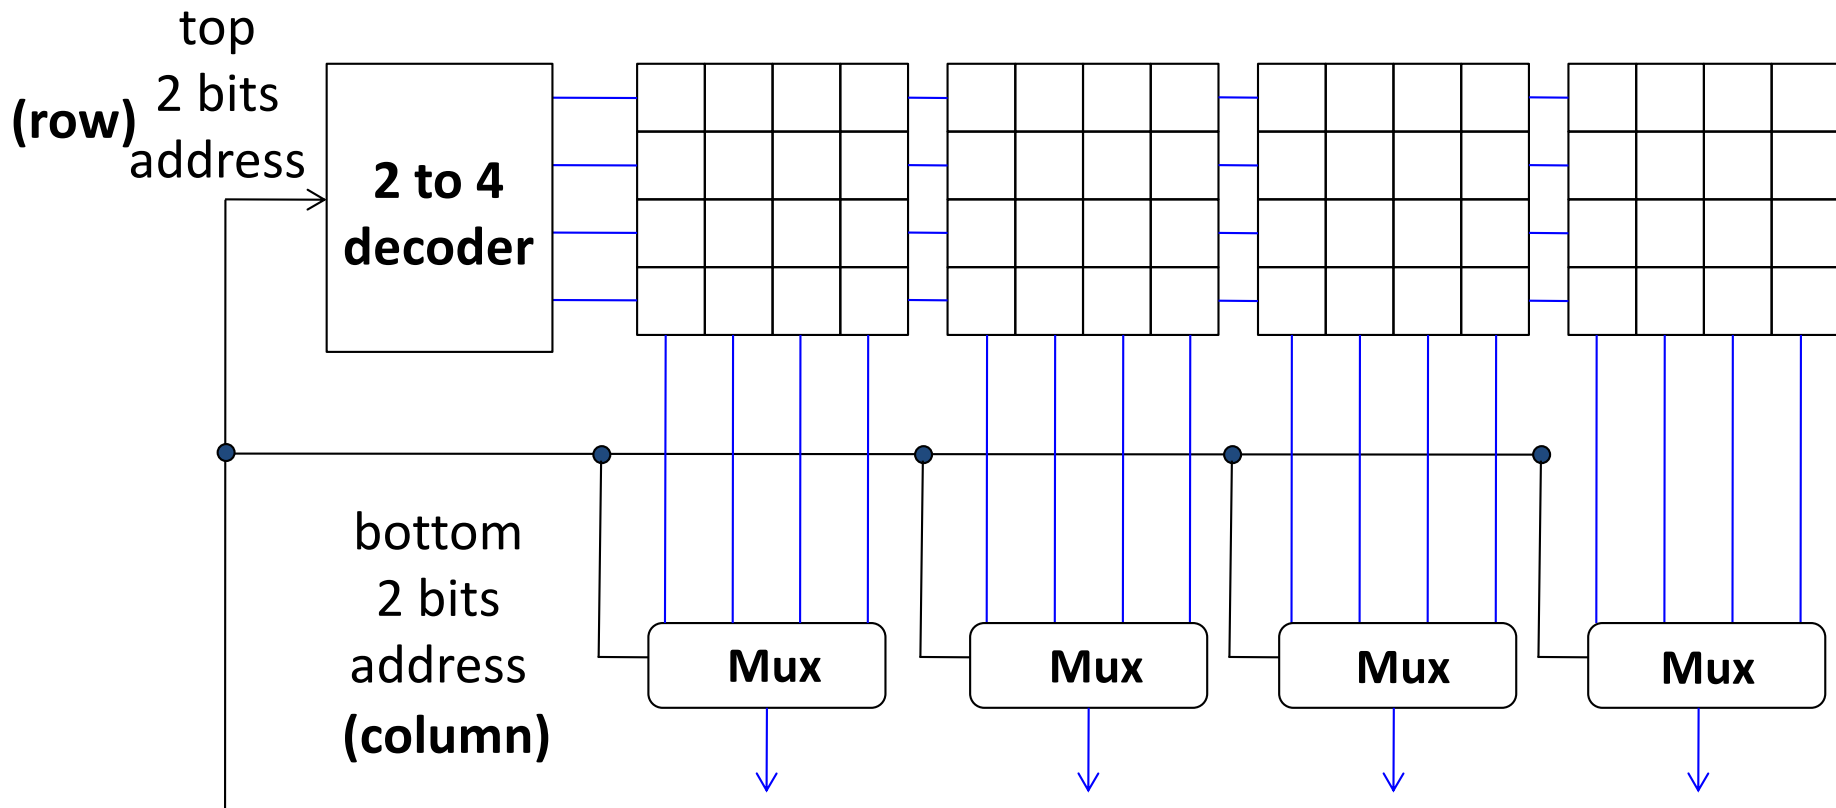 top
2 bits
(row)
address
2 to 4
decoder
bottom
2 bits
address
(column)
Mux
Mux
Mux
Mux